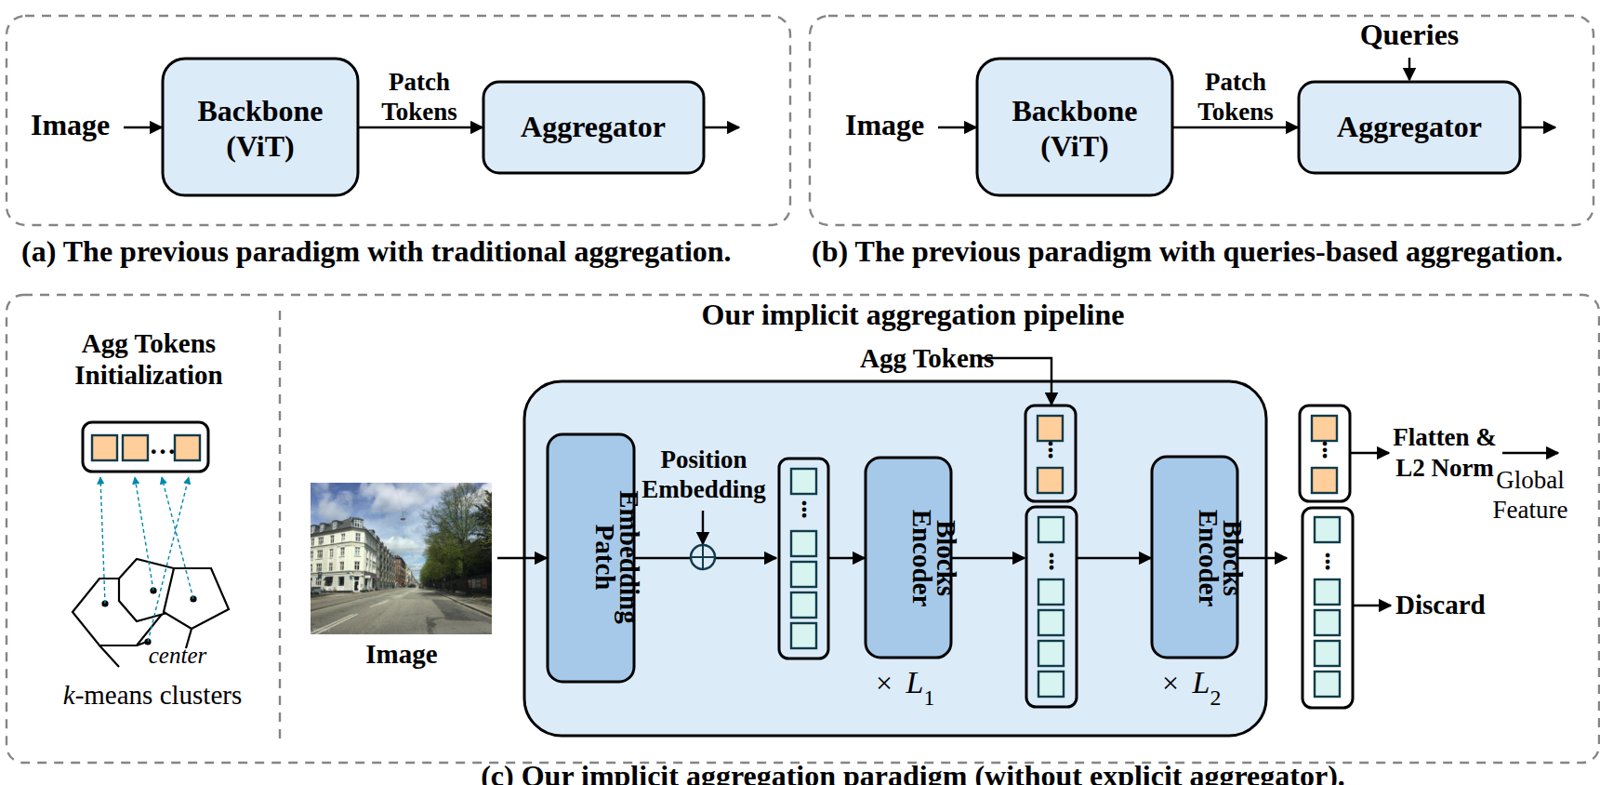 Image
Backbone
(ViT)
Patch
Tokens
Aggregator
(a) The previous paradigm with traditional aggregation.
Queries
Image
Backbone
(ViT)
Patch
Tokens
Aggregator
(b) The previous paradigm with queries-based aggregation.
Our implicit aggregation pipeline
Agg Tokens
Initialization
...
center
k-means clusters
Image
Patch
Embedding
Position
Embedding
...
Encoder
Blocks
× L1
Agg Tokens
...
...
Encoder
Blocks
× L2
...
...
Flatten &
L2 Norm
Global
Feature
Discard
(c) Our implicit aggregation paradigm (without explicit aggregator).